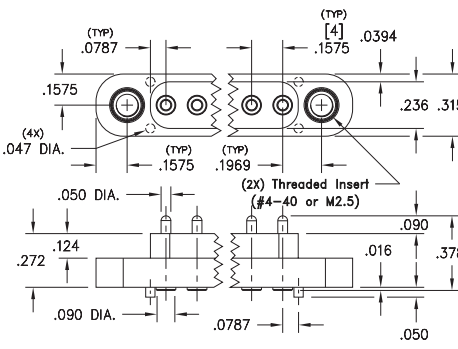 (TYP)
.0787
(TYP)
[4]
.1575
.0394
.1575
.236
.315
(4X)
.047 DIA.
(TYP)
.1575
(TYP)
.1969
(2X) Threaded Insert
(#4-40 or M2.5)
.050 DIA.
.090
.124
.272
.016
.378
.090 DIA.
.0787
.050